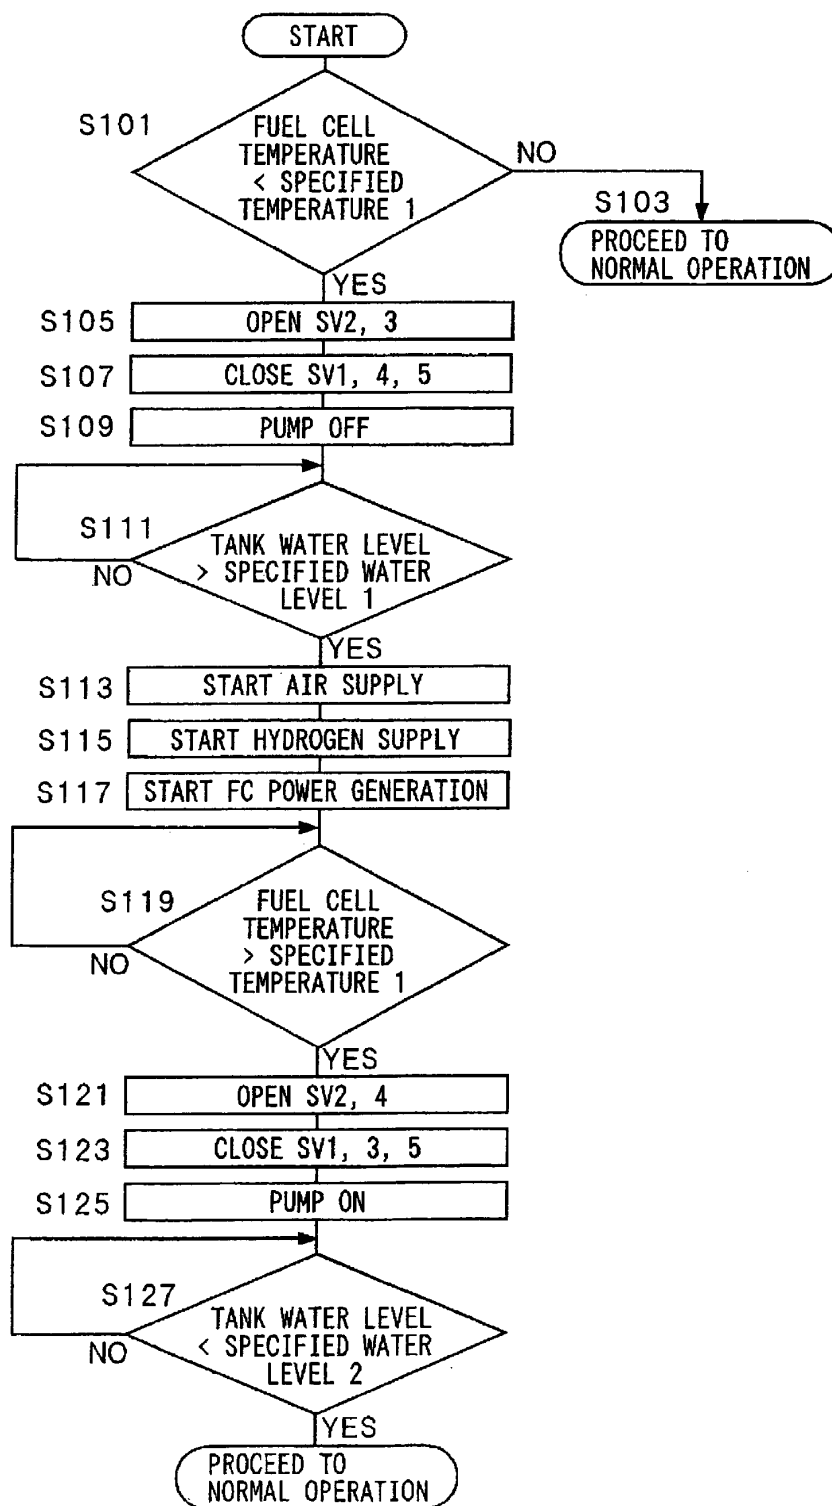 START
S101
FUEL CELL
TEMPERATURE
< SPECIFIED
TEMPERATURE 1
NO
S103
PROCEED TO
NORMAL OPERATION
YES
S105
OPEN SV2, 3
S107
CLOSE SV1, 4, 5
S109
PUMP OFF
S111
TANK WATER LEVEL
> SPECIFIED WATER
LEVEL 1
NO
YES
S113
START AIR SUPPLY
S115
START HYDROGEN SUPPLY
S117
START FC POWER GENERATION
S119
FUEL CELL
TEMPERATURE
> SPECIFIED
TEMPERATURE 1
NO
YES
S121
OPEN SV2, 4
S123
CLOSE SV1, 3, 5
S125
PUMP ON
S127
TANK WATER LEVEL
< SPECIFIED WATER
LEVEL 2
NO
YES
PROCEED TO
NORMAL OPERATION